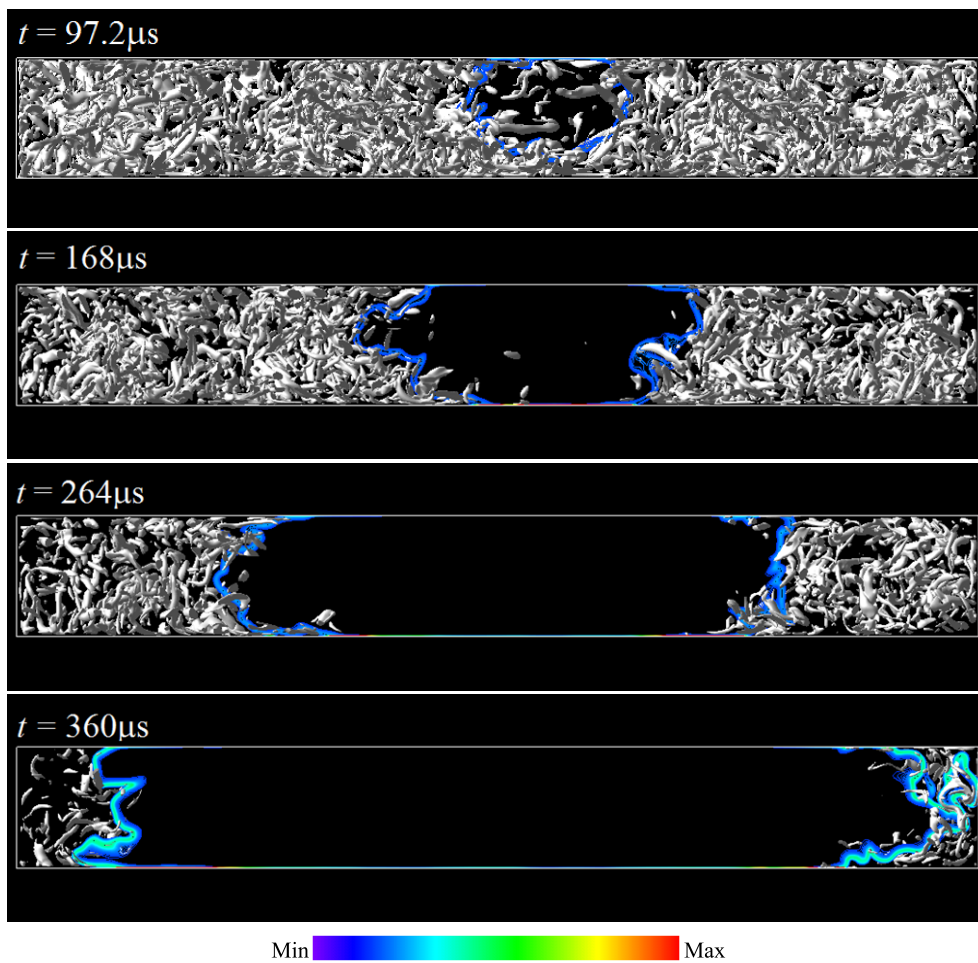 t = 97.2μs
t = 168μs
t = 264μs
t = 360μs
Min Max